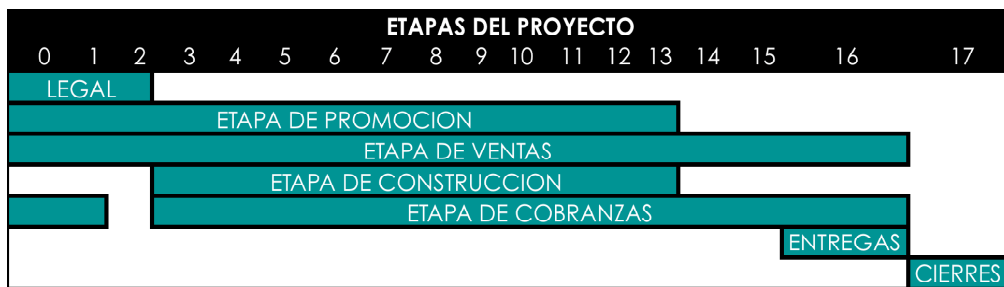 ETAPAS DEL PROYECTO
0 1 2 3 4 5 6 7 8 9 10 11 12 13 14 15 16 17
LEGAL
ETAPA DE PROMOCION
ETAPA DE VENTAS
ETAPA DE CONSTRUCCION
ETAPA DE COBRANZAS
ENTREGAS
CIERRES